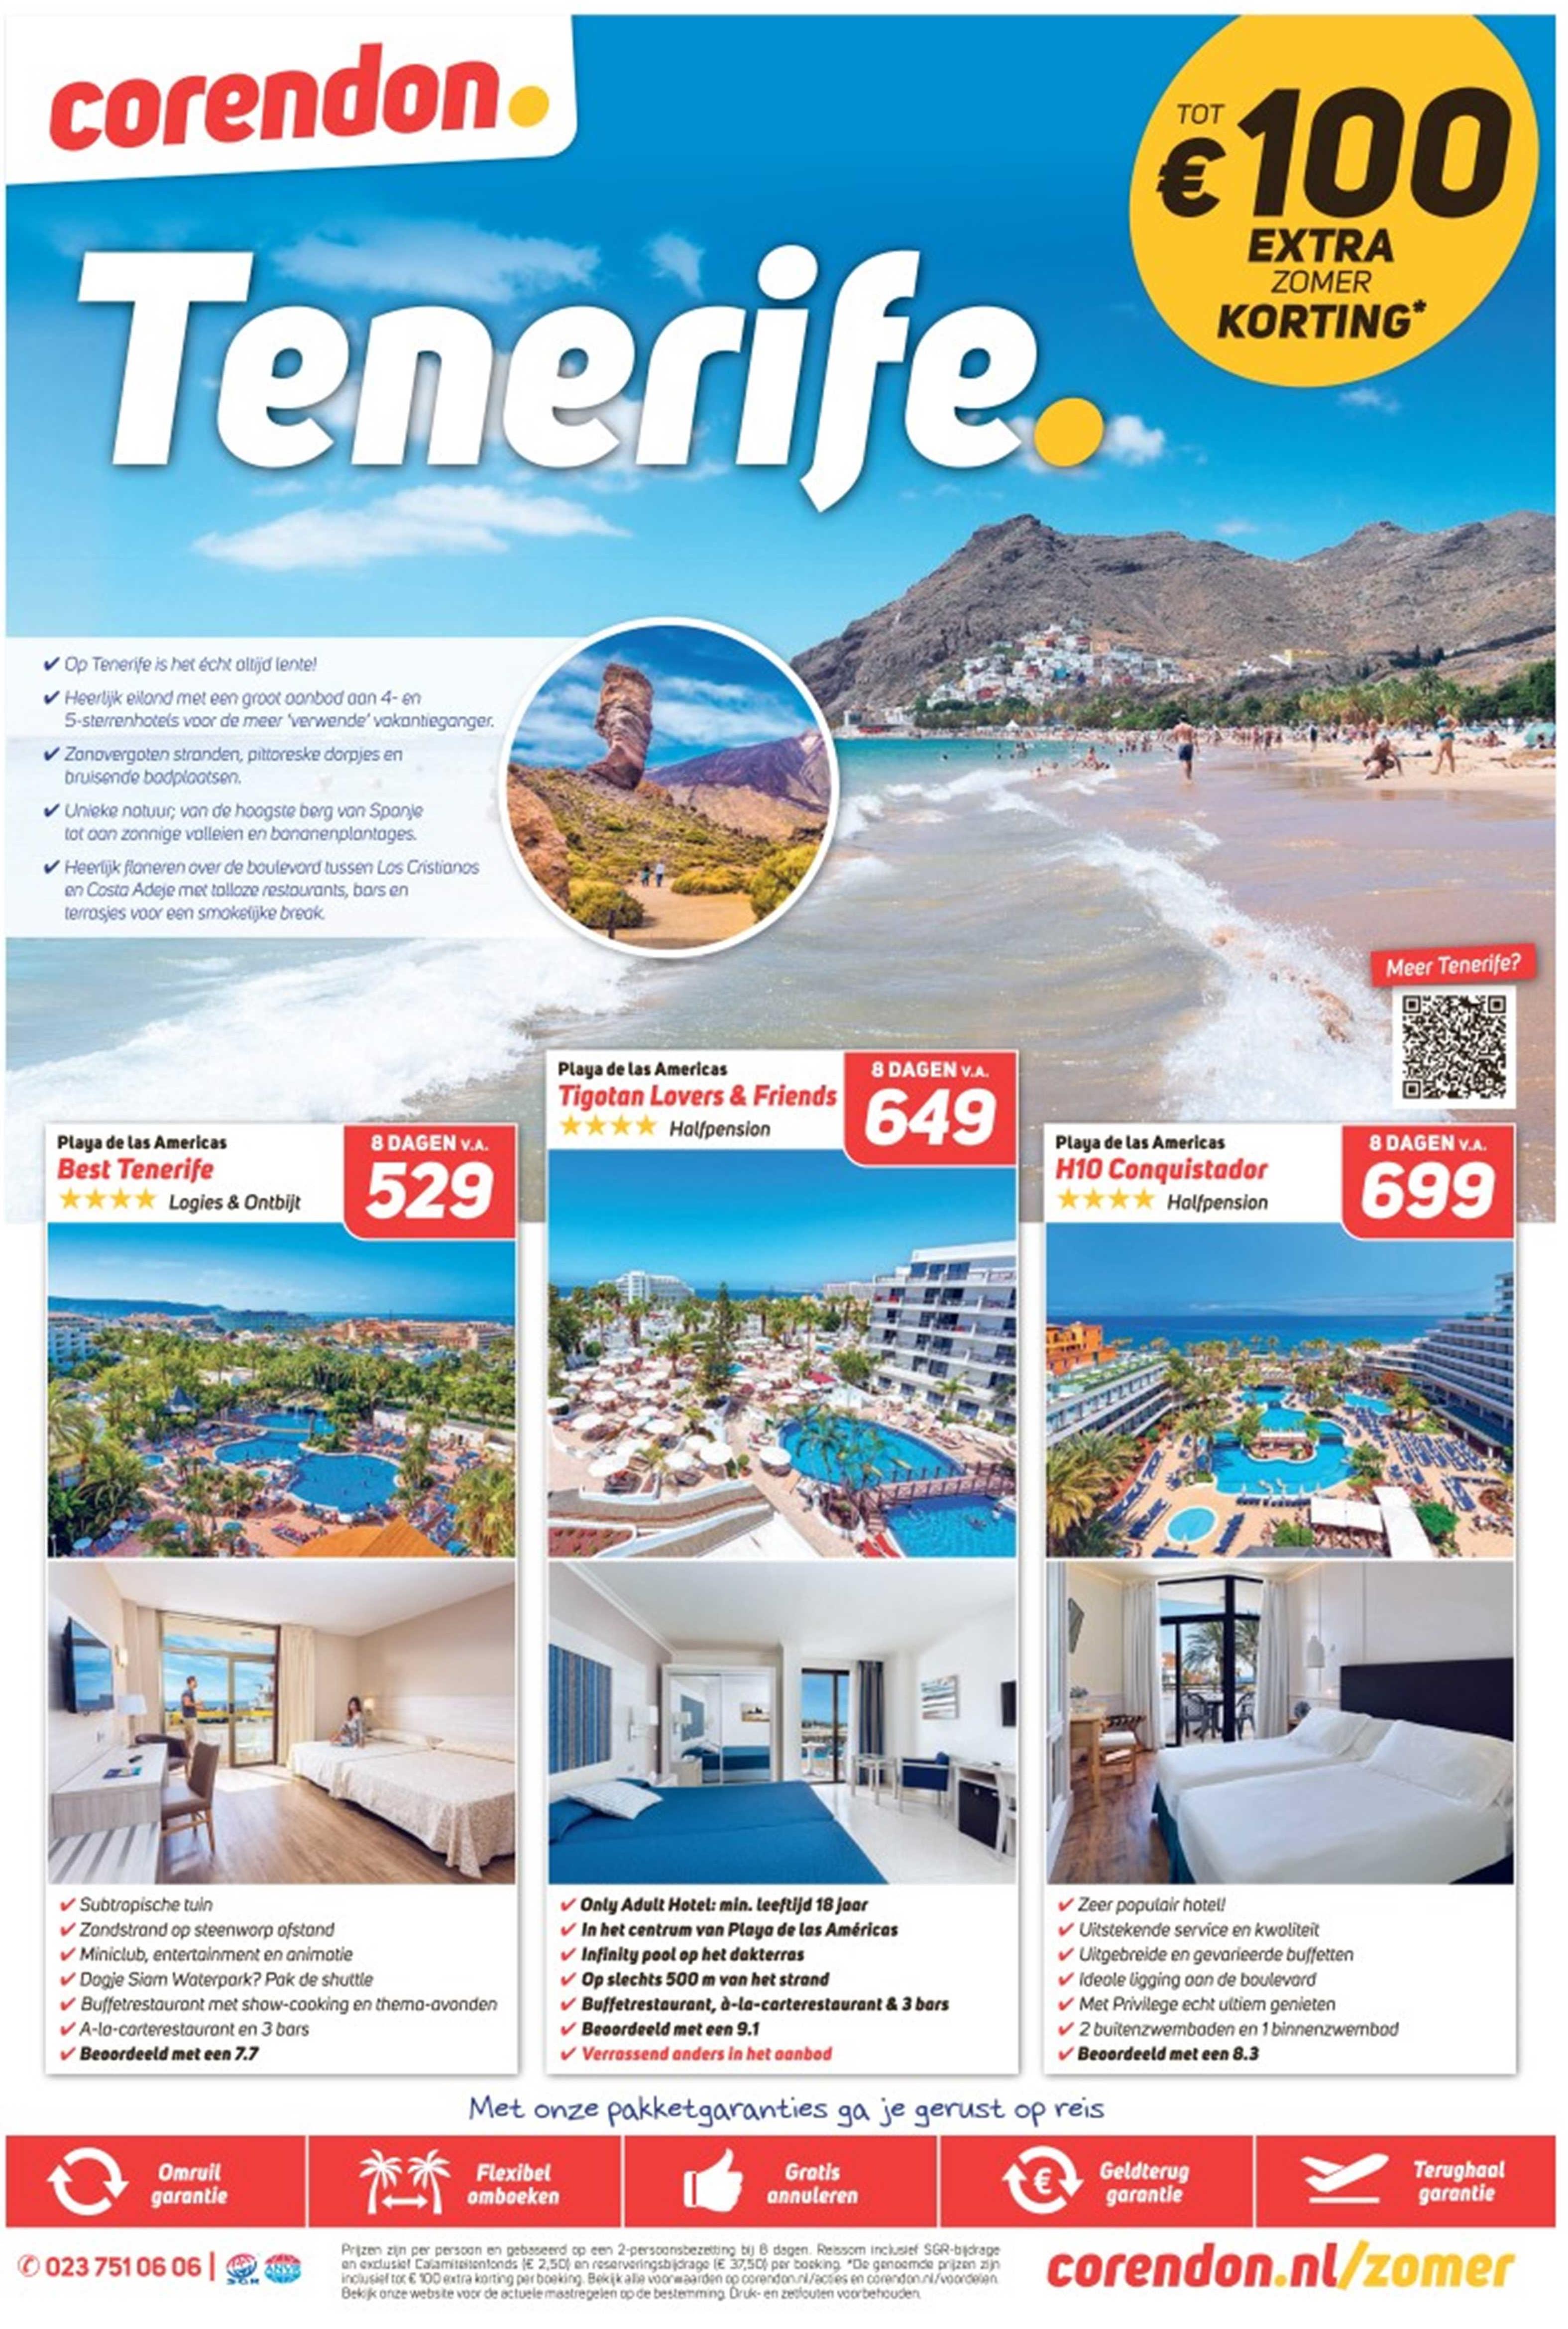 corendon.
TOT
€100
EXTRA
ZOMER
KORTING*
Tenerife.
✔ Op Tenerife is het écht altijd lente!
✔ Heerlijk eiland met een groot aanbod aan 4- en
5-sterrenhotels voor de meer 'verwende' vakantieganger.
✔ Zonovergoten stranden, pittoreske dorpjes en
bruisende badplaatsen.
✔ Unieke natuur; van de hoogste berg van Spanje
tot aan zonnige valleien en bananenplantages.
✔ Heerlijk flaneren over de boulevard tussen Los Cristianos
en Costa Adeje met talloze restaurants, bars en
terrasjes voor een smakelijke break.
Meer Tenerife?
Playa de las Americas
Best Tenerife
Logies & Ontbijt
8 DAGEN V.A.
529
✔ Subtropische tuin
✔ Zandstrand op steenworp afstand
✔ Miniclub, entertainment en animatie
✔ Dagje Siam Waterpark? Pak de shuttle
✔ Buffetrestaurant met show-cooking en thema-avonden
✔ A-la-carterestaurant en 3 bars
✔ Beoordeeld met een 7.7
Playa de las Americas
Tigotan Lovers & Friends
Halfpension
8 DAGEN V.A.
649
✔ Only Adult Hotel: min. leeftijd 18 jaar
✔ In het centrum van Playa de las Américas
✔ Infinity pool op het dakterras
✔ Op slechts 500 m van het strand
✔ Buffetrestaurant, à-la-carterestaurant & 3 bars
✔ Beoordeeld met een 9.1
✔ Verrassend anders in het aanbod
Playa de las Americas
H10 Conquistador
Halfpension
8 DAGEN V.A.
699
✔ Zeer populair hotel!
✔ Uitstekende service en kwaliteit
✔ Uitgebreide en gevarieerde buffetten
✔ Ideale ligging aan de boulevard
✔ Met Privilege echt ultiem genieten
✔ 2 buitenzwembaden en 1 binnenzwembad
✔ Beoordeeld met een 8.3
Met onze pakketgaranties ga je gerust op reis
Omruil
garantie
Flexibel
omboeken
Gratis
annuleren
€
Geldterug
garantie
Terughaal
garantie
023 751 06 06 |
SGR
ANVR
Prijzen zijn per persoon en gebaseerd op een 2-persoonsbezetting bij 8 dagen. Reissom inclusief SGR-bijdrage
en exclusief Calamiteitenfonds (€ 2,50) en reserveringsbijdrage (€ 37,50) per boeking. *De genoemde prijzen zijn
inclusief tot € 100 extra korting per boeking. Bekijk alle voorwaarden op corendon.nl/acties en corendon.nl/voordelen.
Bekijk onze website voor de actuele maatregelen op de bestemming. Druk- en zetfouten voorbehouden.
corendon.nl/zomer